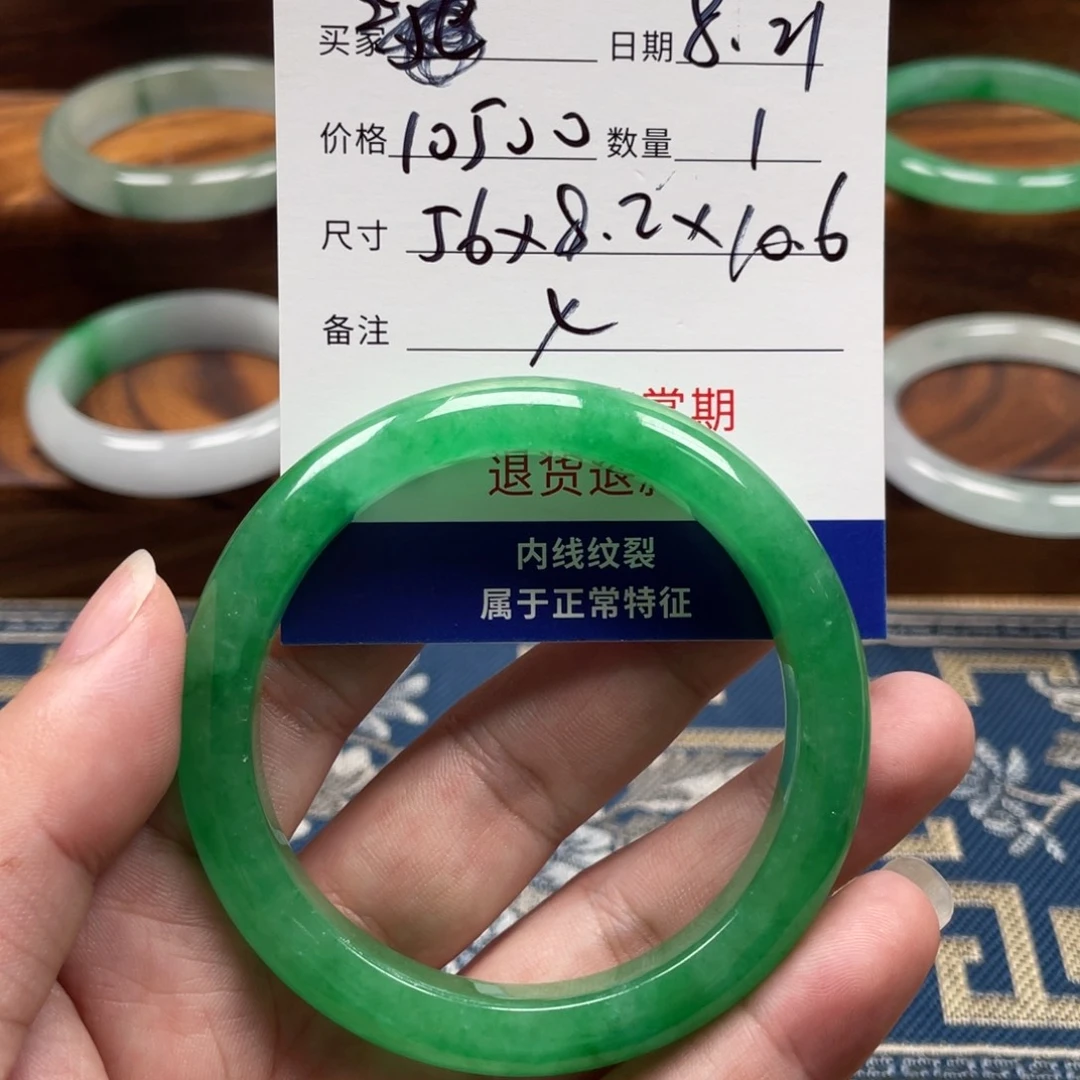 买家 日期 8.21
价格 10500 数量 1
尺寸 56x8.2x10.6
备注 x
常期
退货退
内线纹裂
属于正常特征